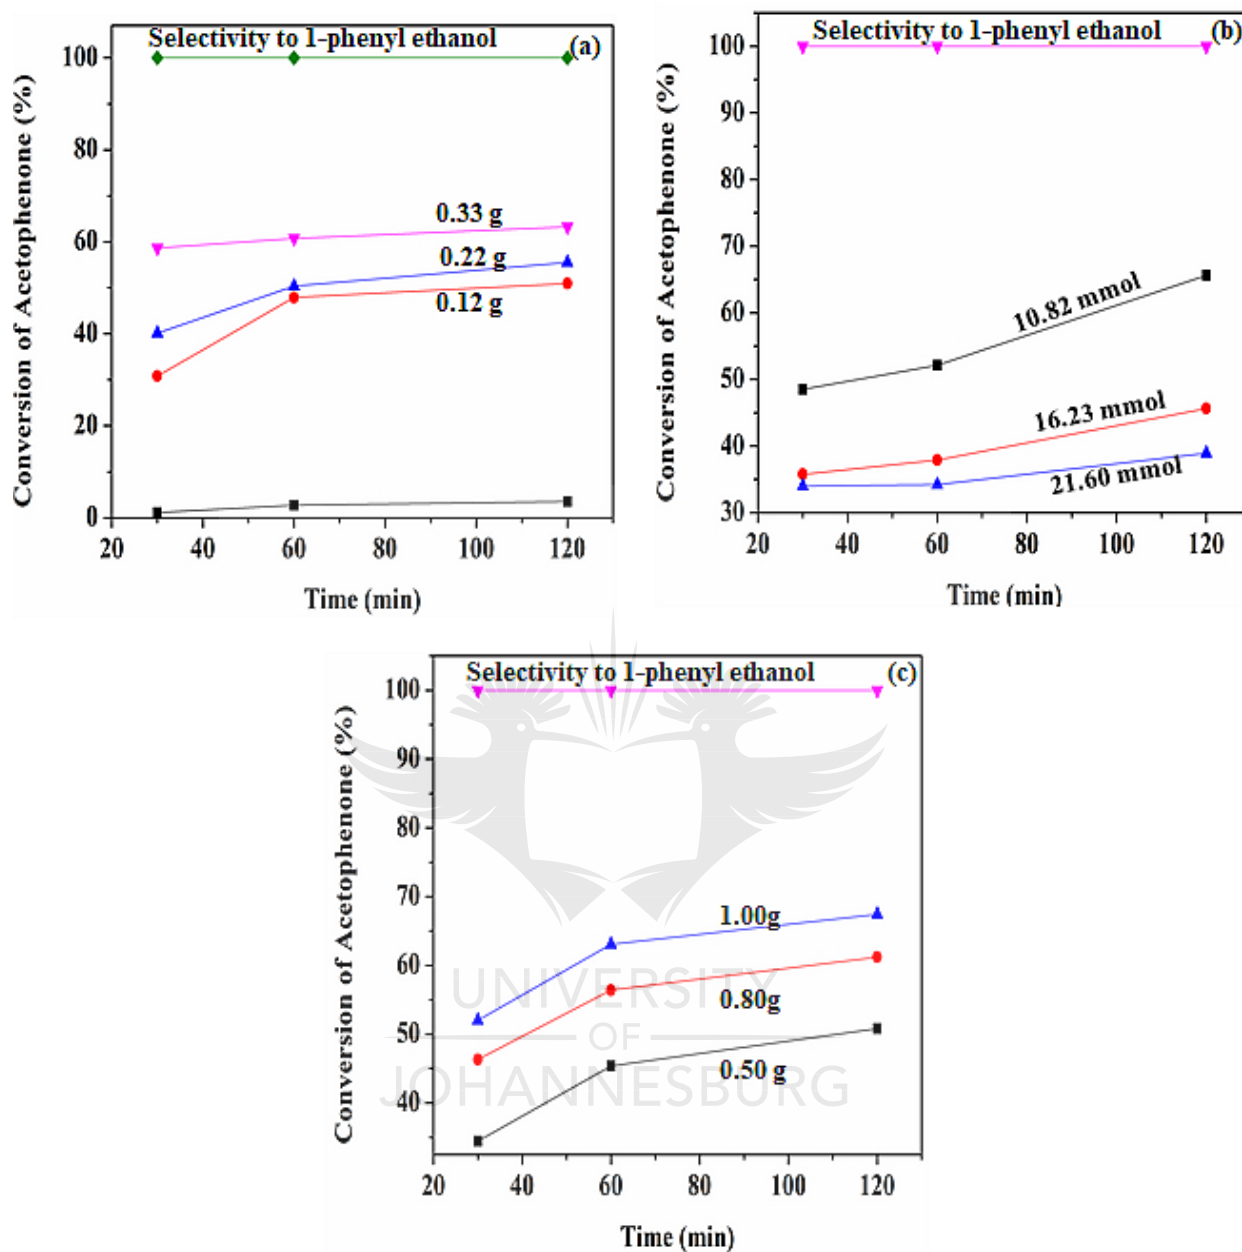 Selectivity to 1-phenyl ethanol
(a)
Conversion of Acetophenone (%)
100
80
60
40
20
0
0.33 g
0.22 g
0.12 g
20 40 60 80 100 120
Time (min)
Selectivity to 1-phenyl ethanol
(b)
Conversion of Acetophenone (%)
100
90
80
70
60
50
40
30
10.82 mmol
16.23 mmol
21.60 mmol
20 40 60 80 100 120
Time (min)
Selectivity to 1-phenyl ethanol
(c)
Conversion of Acetophenone (%)
100
90
80
70
60
50
40
1.00g
0.80g
0.50 g
20 40 60 80 100 120
Time (min)
UNIVERSITY
OF
JOHANNESBURG